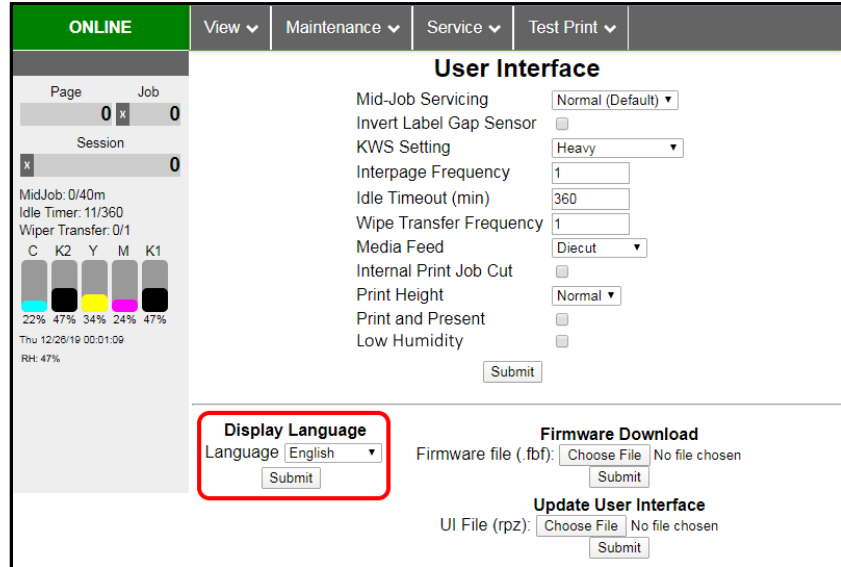 ONLINE
View Maintenance Service Test Print
Page Job
0 x 0
Session
x 0
MidJob: 0/40m
Idle Timer: 11/360
Wiper Transfer: 0/1
C K2 Y M K1
22% 47% 34% 24% 47%
Thu 12/26/19 00:01:09
RH: 47%
User Interface
Mid-Job Servicing Normal (Default)
Invert Label Gap Sensor
KWS Setting Heavy
Interpage Frequency 1
Idle Timeout (min) 360
Wipe Transfer Frequency 1
Media Feed Diecut
Internal Print Job Cut
Print Height Normal
Print and Present
Low Humidity
Submit
Display Language
Language English
Submit
Firmware Download
Firmware file (.fbf): Choose File No file chosen
Submit
Update User Interface
UI File (rpz): Choose File No file chosen
Submit